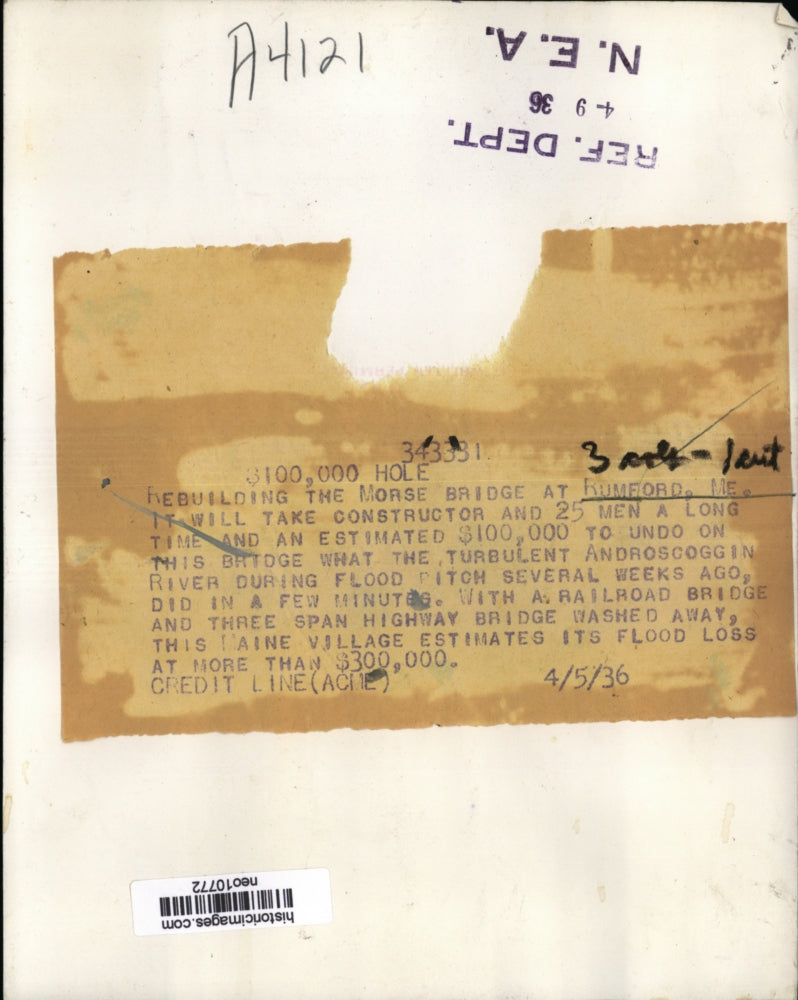 A4121
REF. DEPT.
4 9 36
N.E.A.
343331
3 cols - 1 cut
$100,000 HOLE
REBUILDING THE MORSE BRIDGE AT RUMFORD, ME.
IT WILL TAKE CONSTRUCTOR AND 25 MEN A LONG
TIME AND AN ESTIMATED $100,000 TO UNDO ON
THIS BRIDGE WHAT THE TURBULENT ANDROSCOGGIN
RIVER DURING FLOOD PITCH SEVERAL WEEKS AGO,
DID IN A FEW MINUTES. WITH A RAILROAD BRIDGE
AND THREE SPAN HIGHWAY BRIDGE WASHED AWAY,
THIS MAINE VILLAGE ESTIMATES ITS FLOOD LOSS
AT MORE THAN $300,000.
CREDIT LINE(ACME) 4/5/36
historicimages.com
neo10772